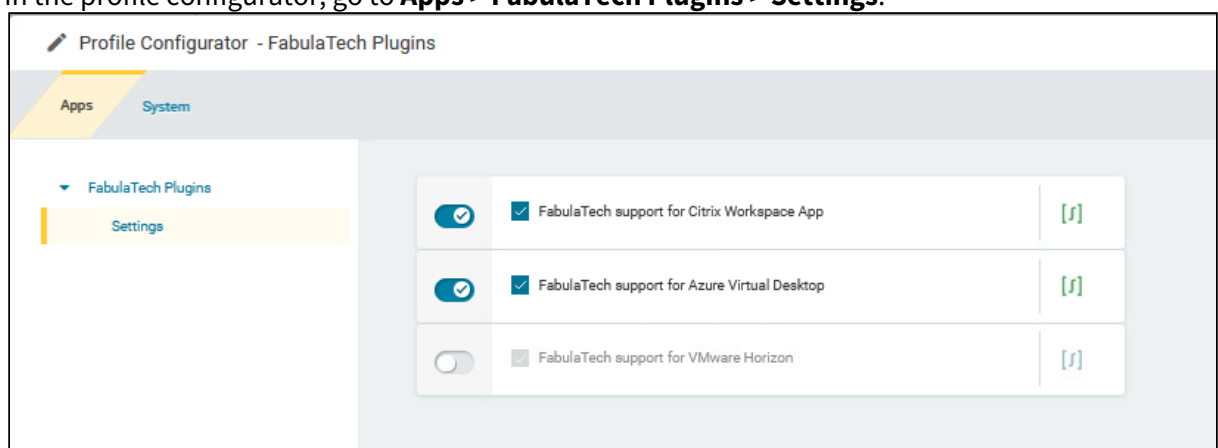 In the profile configurator, go to Apps > FabulaTech Plugins > Settings.
Profile Configurator - FabulaTech Plugins
Apps
System
FabulaTech Plugins
Settings
FabulaTech support for Citrix Workspace App
[ʃ]
FabulaTech support for Azure Virtual Desktop
[ʃ]
FabulaTech support for VMware Horizon
[ʃ]